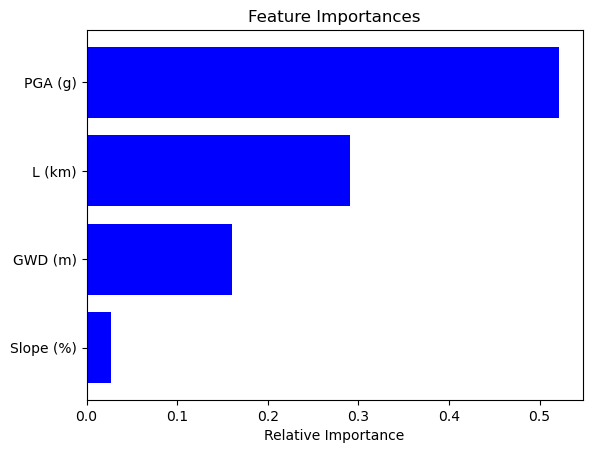 Feature Importances
PGA (g)
L (km)
GWD (m)
Slope (%)
0.0 0.1 0.2 0.3 0.4 0.5
Relative Importance